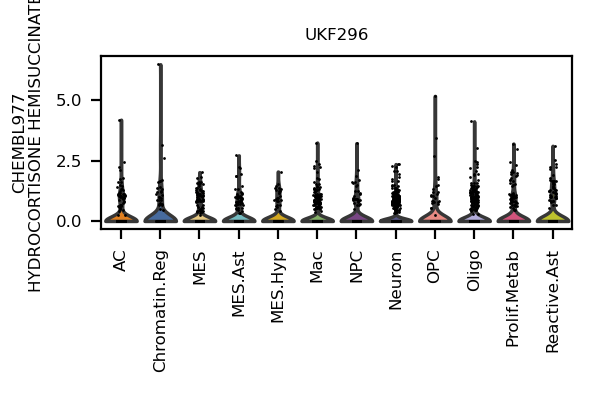 UKF296
CHEMBL977
HYDROCORTISONE HEMISUCCINATE
5.0
2.5
0.0
AC
Chromatin.Reg
MES
MES.Ast
MES.Hyp
Mac
NPC
Neuron
OPC
Oligo
Prolif.Metab
Reactive.Ast